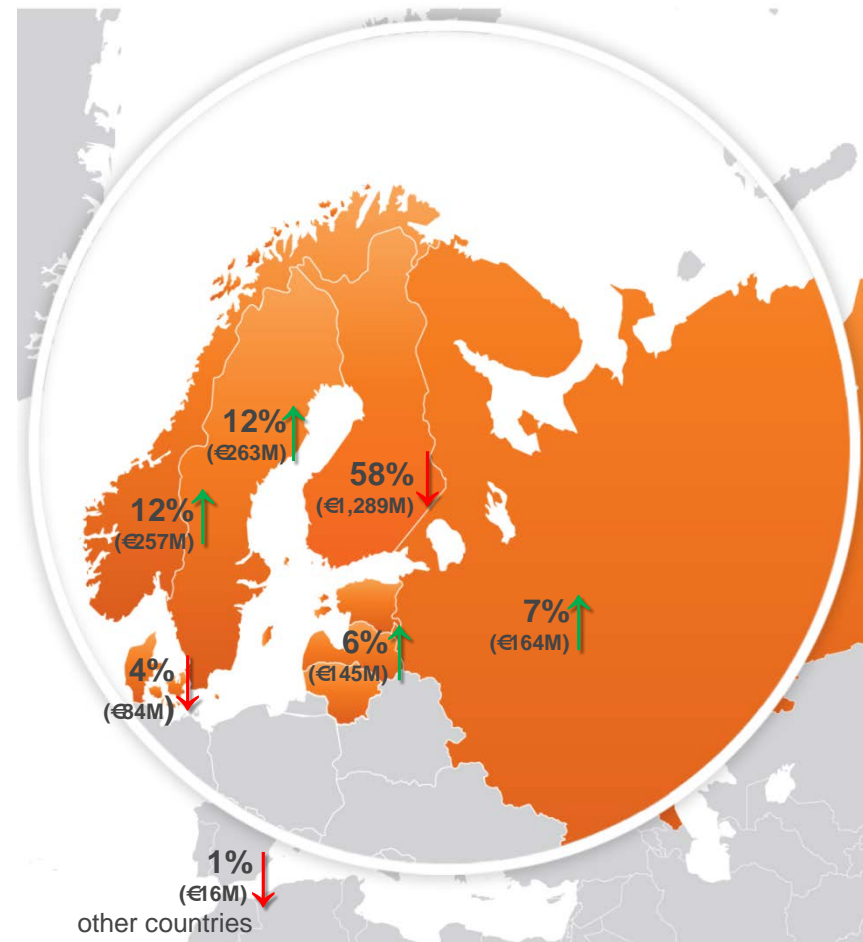 12%
(€263M)
58%
(€1,289M)
12%
(€257M)
7%
(€164M)
6%
(€145M)
4%
(€84M)
1%
(€16M)
other countries